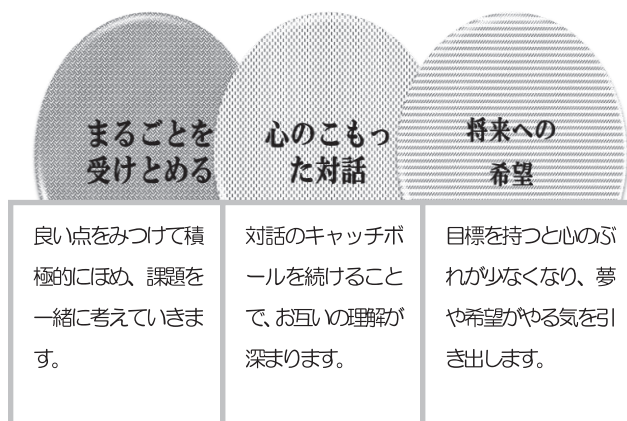 まるごとを
受けとめる
心のこもっ
た対話
将来への
希望
良い点をみつけて積
極的にほめ、課題を
一緒に考えていきま
す。
対話のキャッチボ
ールを続けること
で、お互いの理解が
深まります。
目標を持つと心のぶ
れが少なくなり、夢
や希望がやる気を引
き出します。